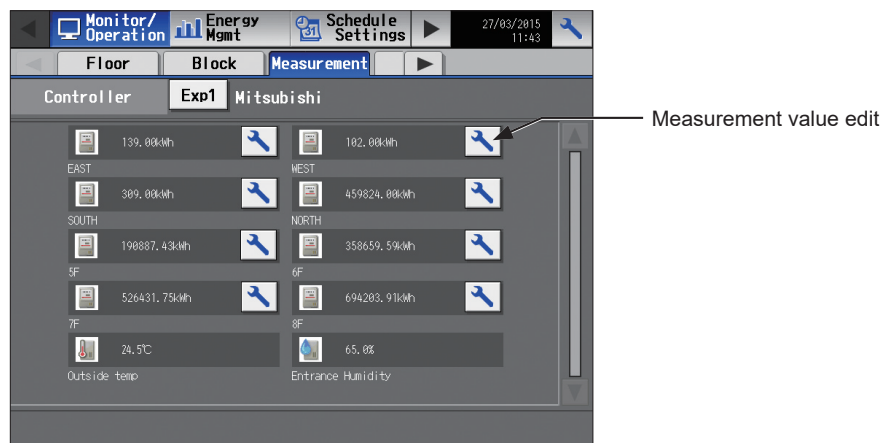 Monitor/
Operation
Energy
Mgmt
31
Schedule
Settings
27/03/2015
11:43
Floor
Block
Measurement
Controller
Exp1
Mitsubishi
Measurement value edit
139.00kWh
102.00kWh
EAST
WEST
309.00kWh
459824.00kWh
SOUTH
NORTH
190887.43kWh
358659.59kWh
5F
6F
526431.75kWh
694203.91kWh
7F
8F
24.5℃
65.0%
Outside temp
Entrance Humidity